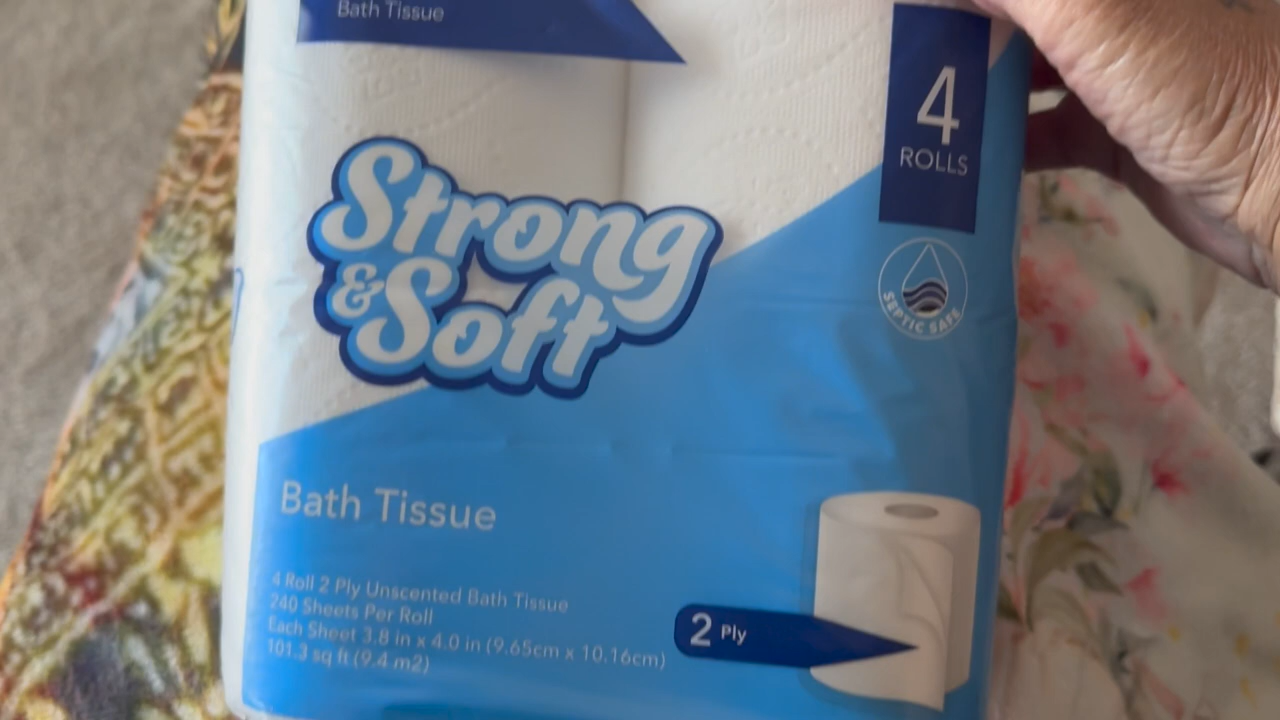 Bath Tissue
4
ROLLS
Strong
& Soft
SEPTIC SAFE
Bath Tissue
4 Roll 2 Ply Unscented Bath Tissue
240 Sheets Per Roll
Each Sheet 3.8 in x 4.0 in (9.65cm x 10.16cm)
101.3 sq ft (9.4 m2)
2 Ply